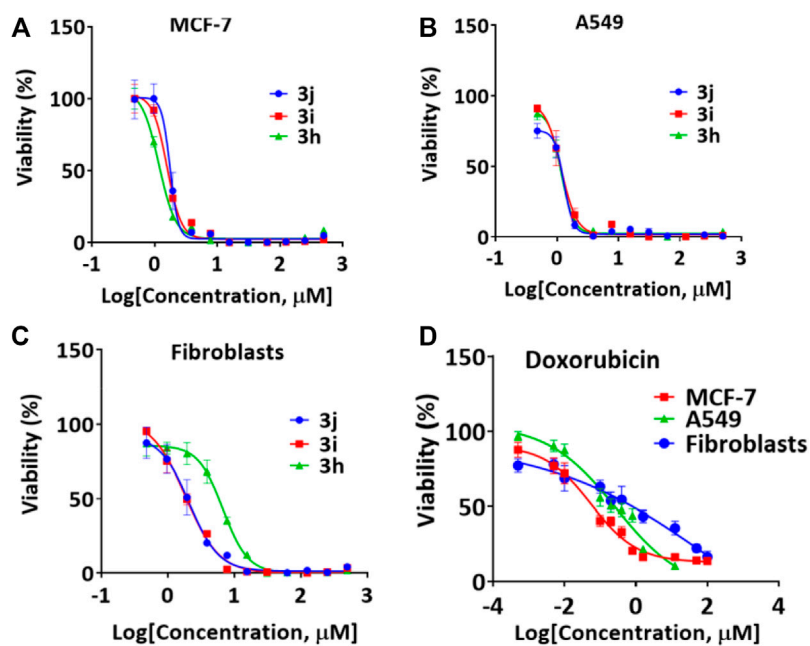 A
MCF-7
150
100
50
0
Viability (%)
3j
3i
3h
-1 0 1 2 3
Log[Concentration, μM]
B
A549
150
100
50
0
Viability (%)
3j
3i
3h
-1 0 1 2 3
Log[Concentration, μM]
C
Fibroblasts
150
100
50
0
Viability (%)
3j
3i
3h
-1 0 1 2 3
Log[Concentration, μM]
D
Doxorubicin
150
100
50
0
Viability (%)
MCF-7
A549
Fibroblasts
-4 -2 0 2 4
Log[Concentration, μM]